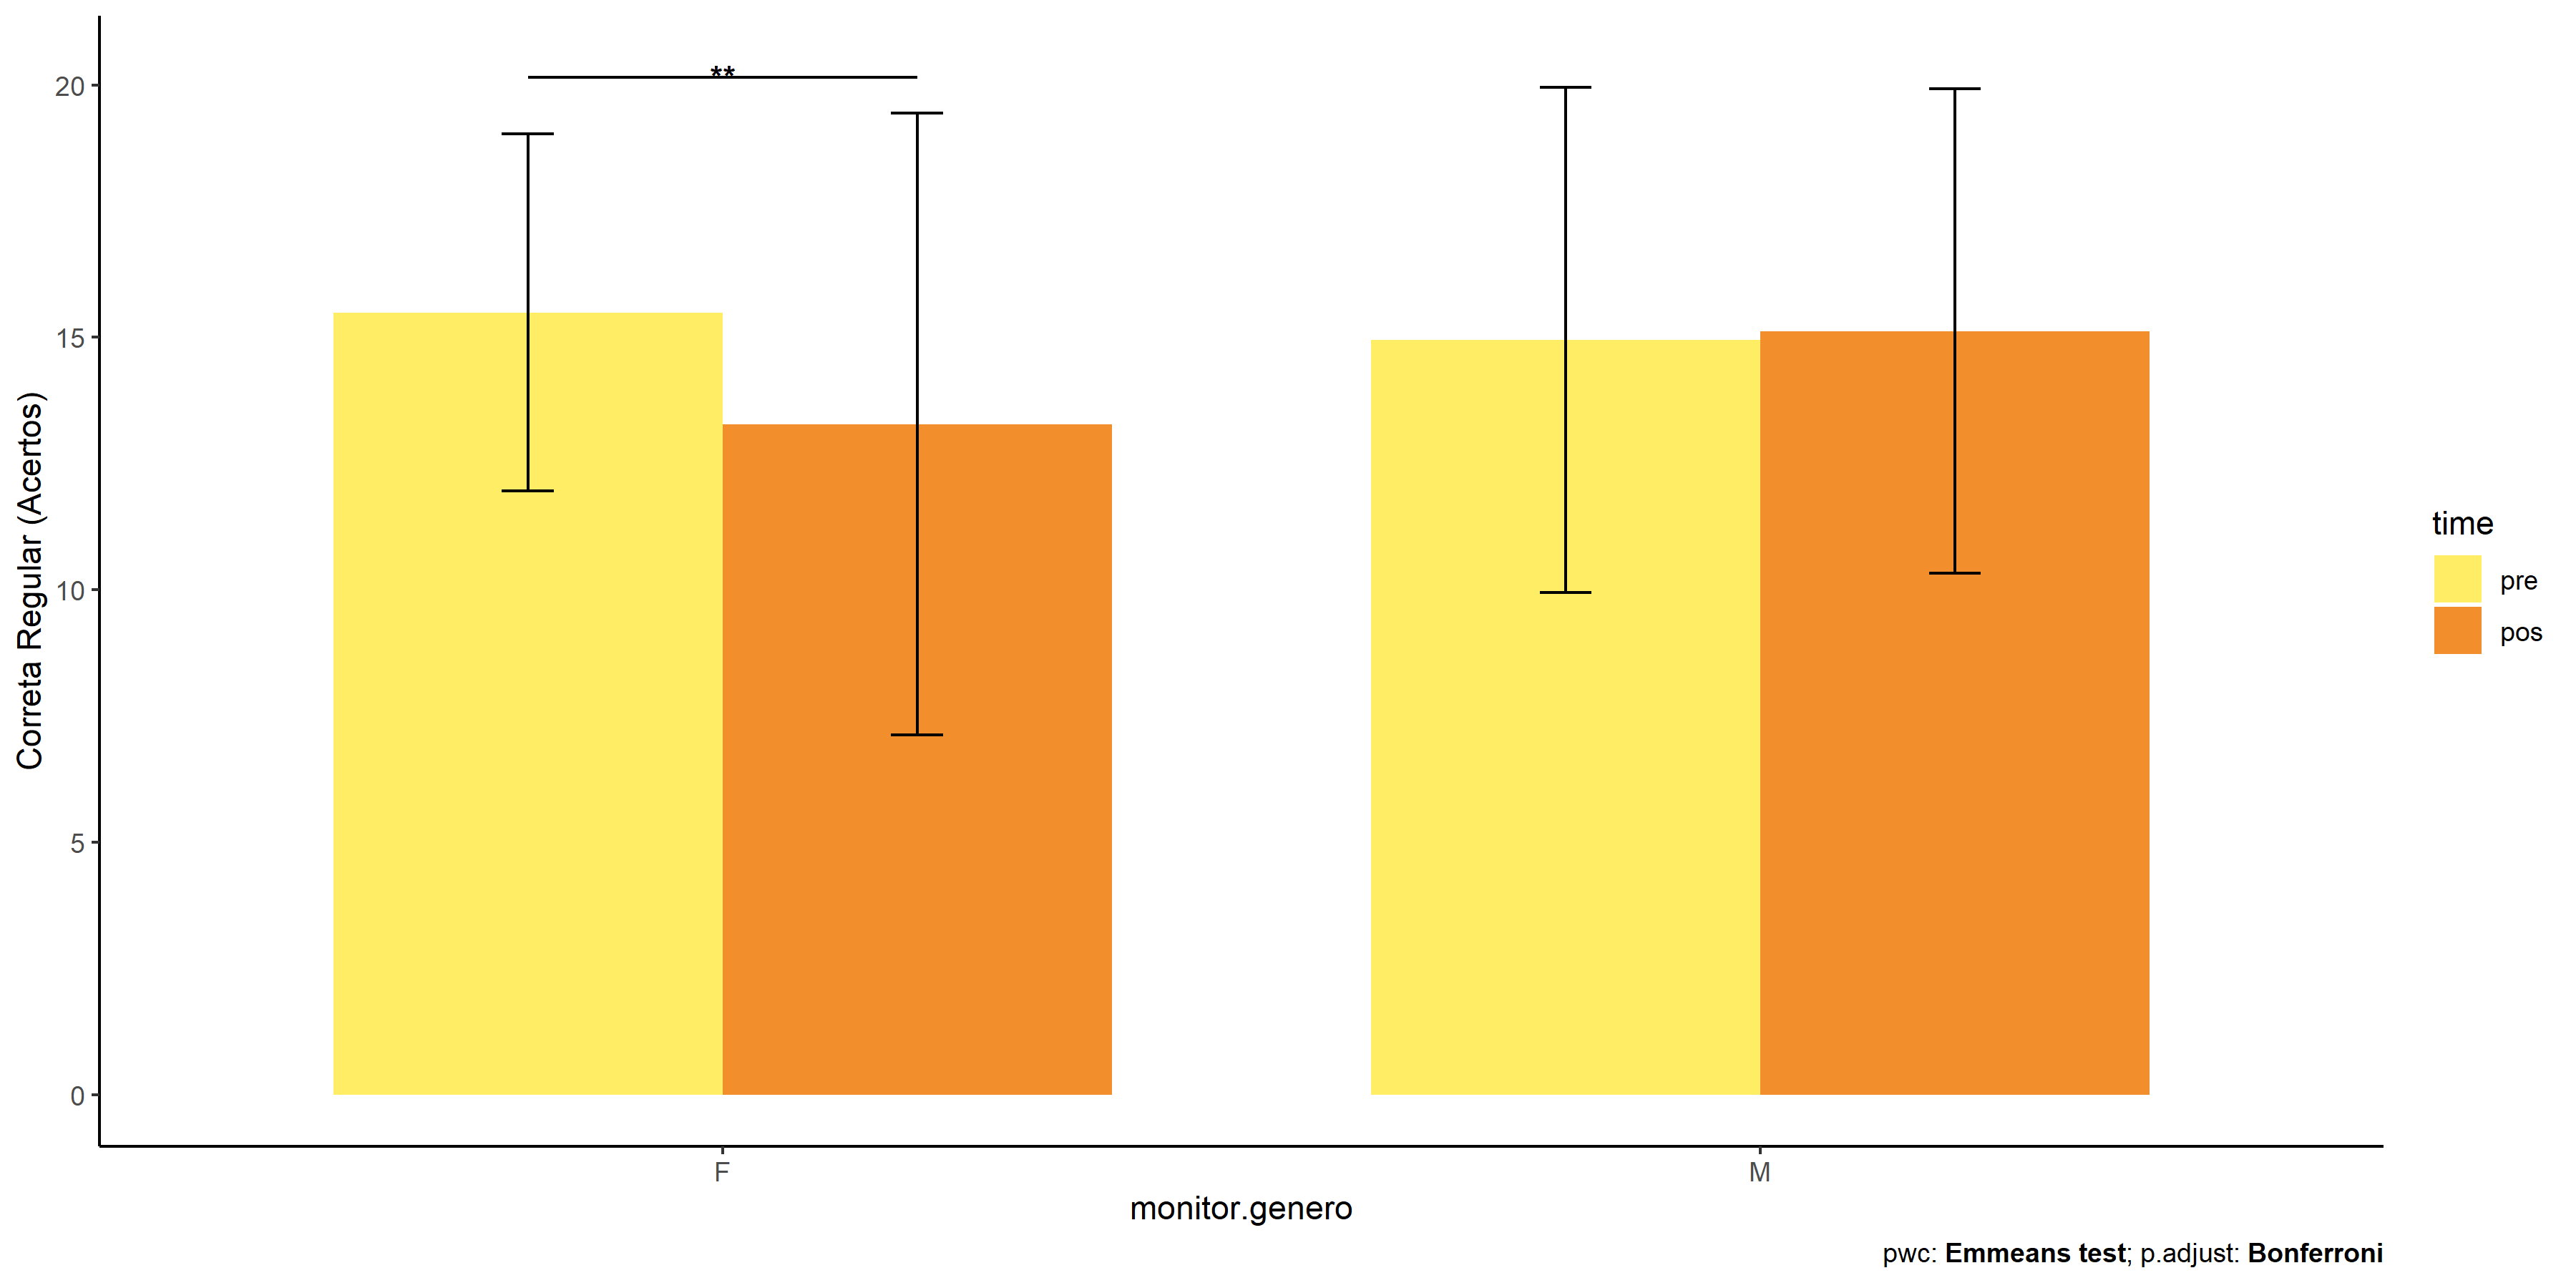 **
20
15
10
5
0
Correta Regular (Acertos)
F
M
monitor.genero
time
pre
pos
pwc: Emmeans test; p.adjust: Bonferroni